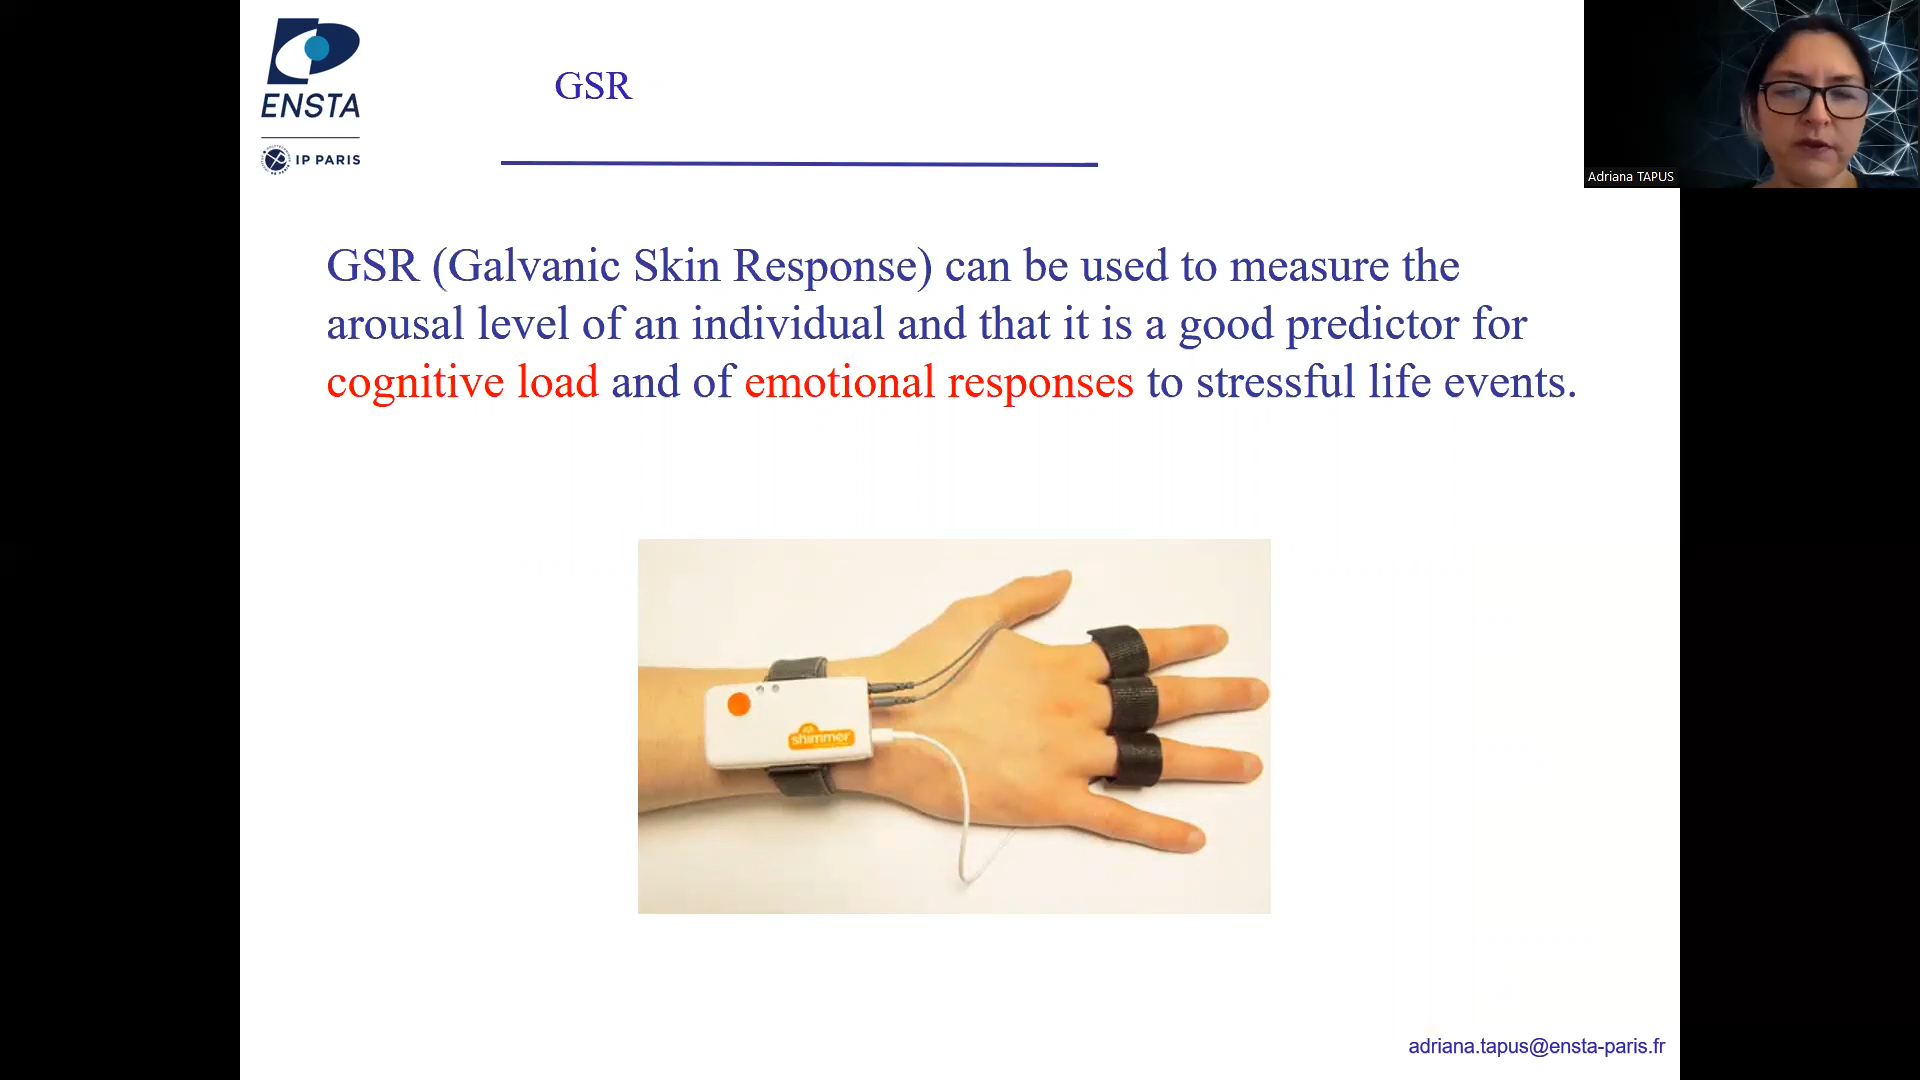 ENSTA
IP PARIS
GSR
Adriana TAPUS
GSR (Galvanic Skin Response) can be used to measure the
arousal level of an individual and that it is a good predictor for
cognitive load and of emotional responses to stressful life events.
shimmer
adriana.tapus@ensta-paris.fr